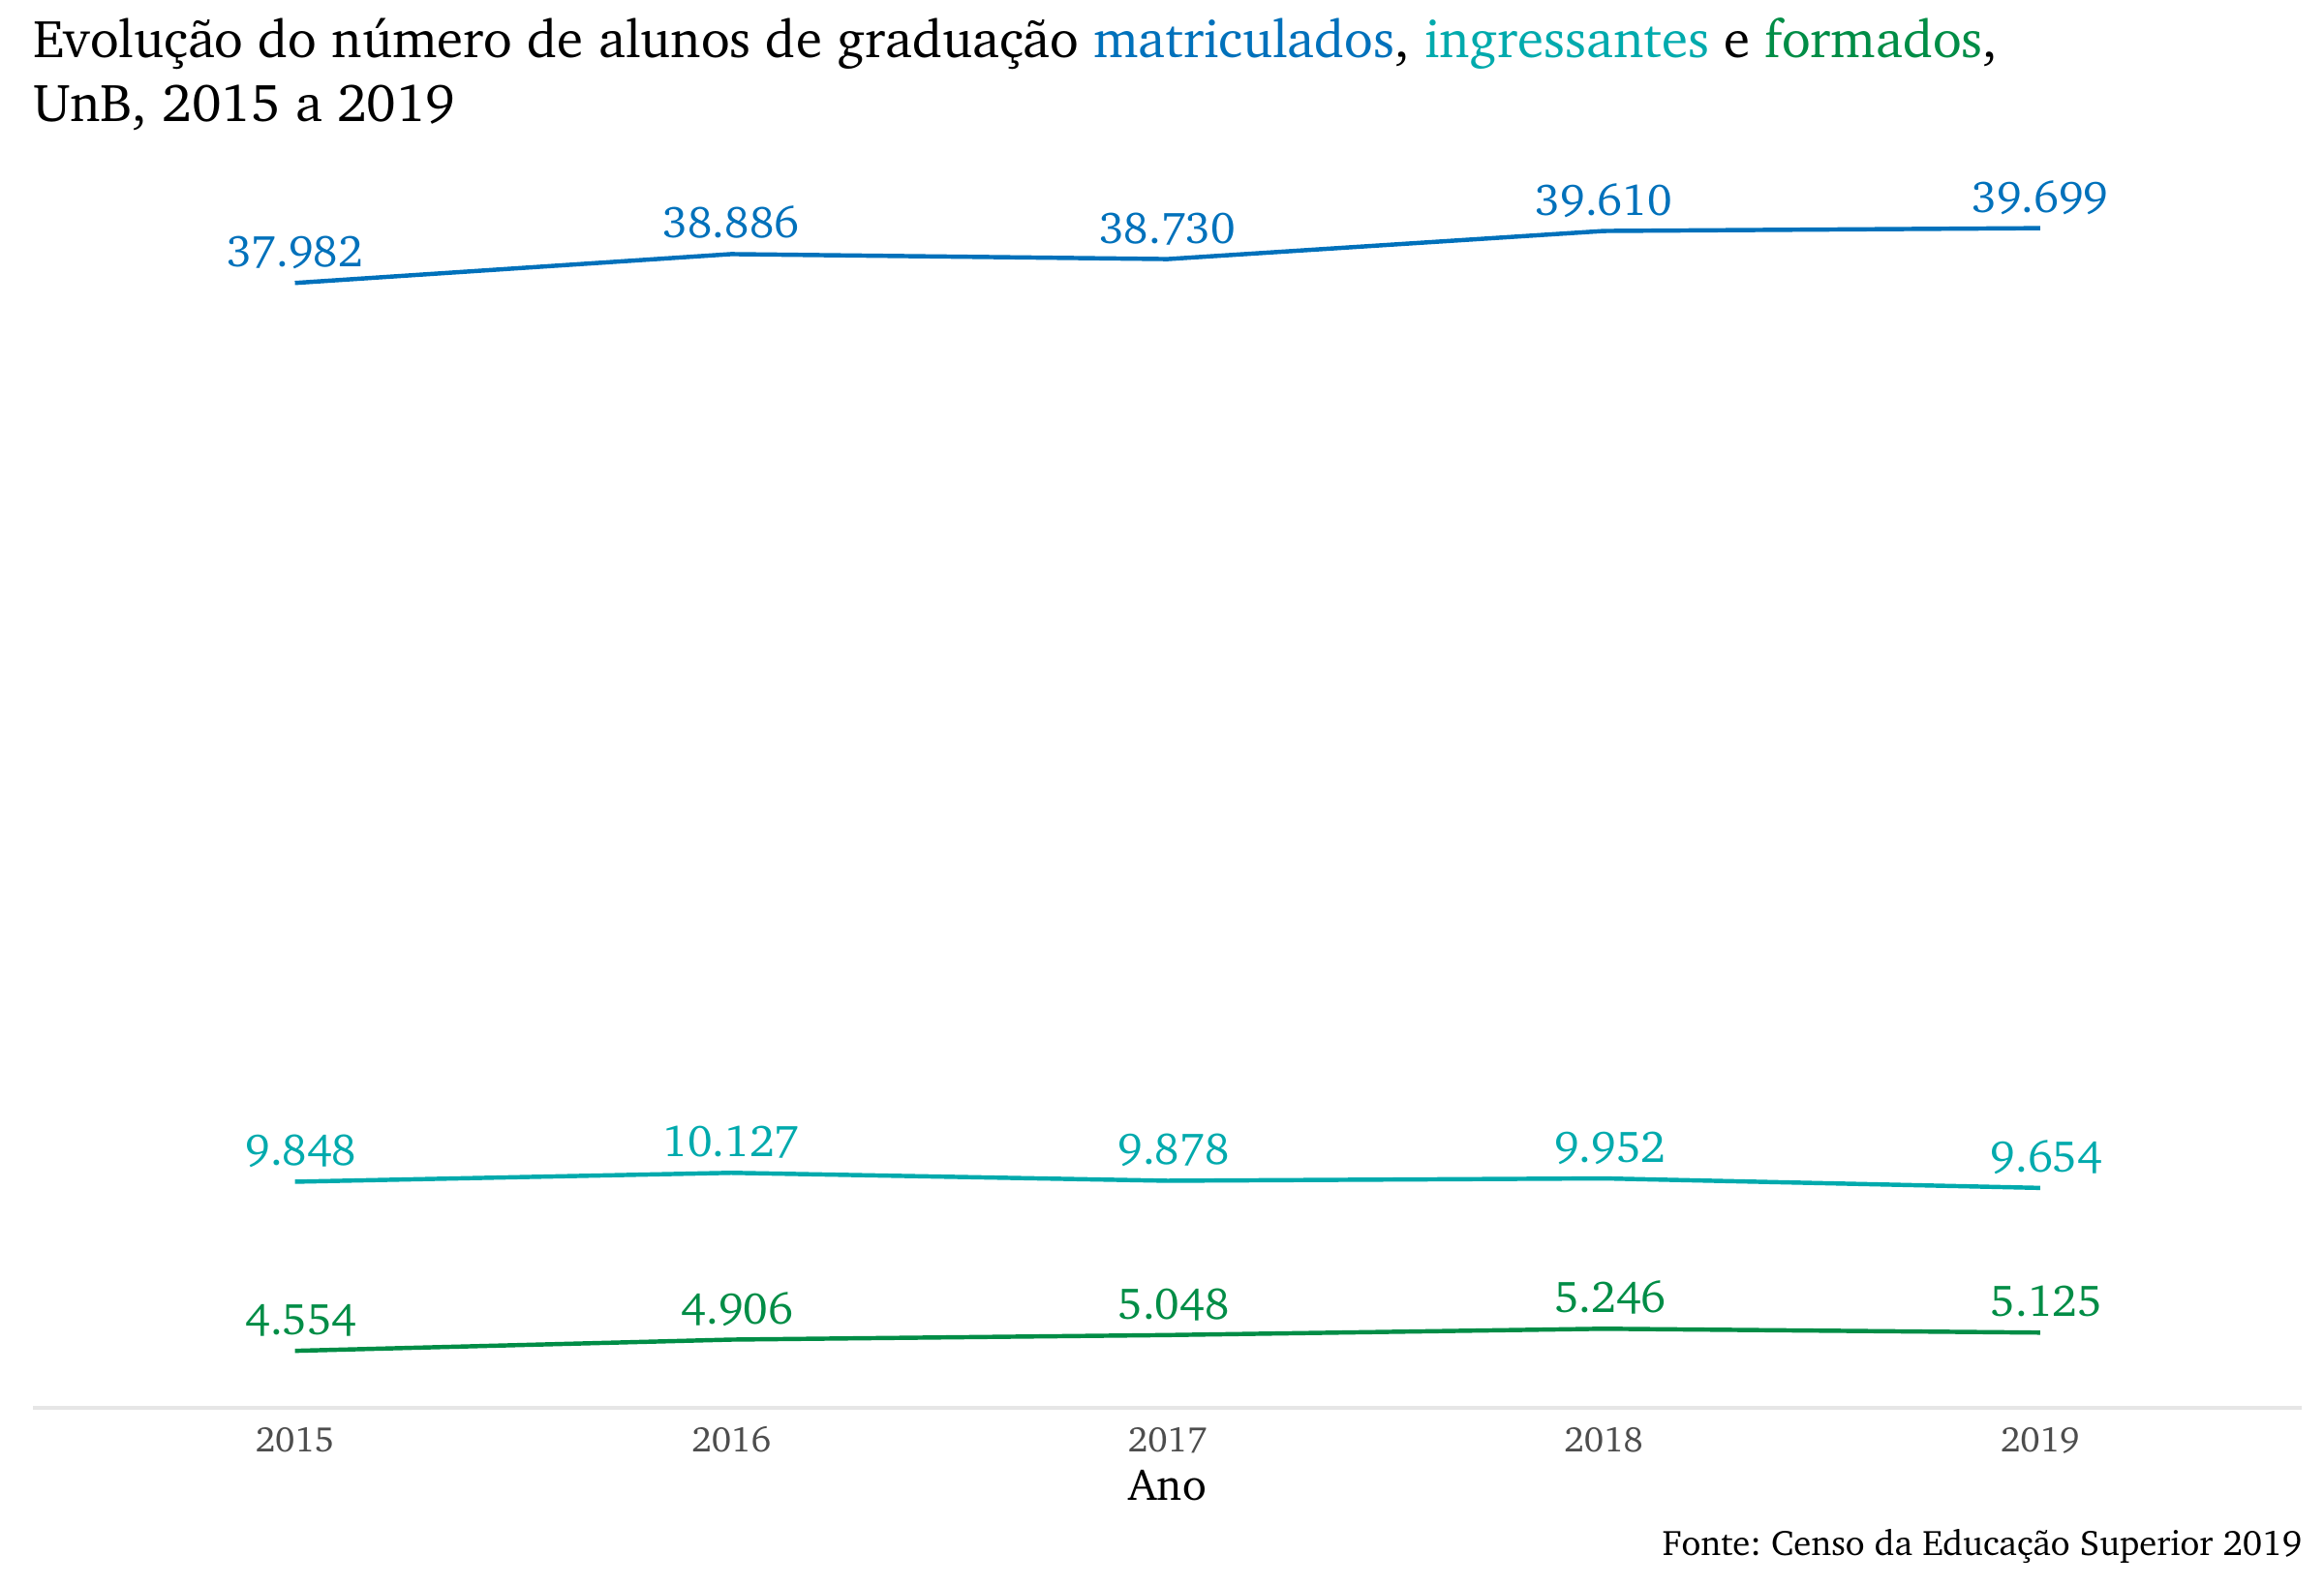 Evolução do número de alunos de graduação matriculados, ingressantes e formados,
UnB, 2015 a 2019
37.982 38.886 38.730 39.610 39.699
9.848 10.127 9.878 9.952 9.654
4.554 4.906 5.048 5.246 5.125
2015 2016 2017 2018 2019
Ano
Fonte: Censo da Educação Superior 2019